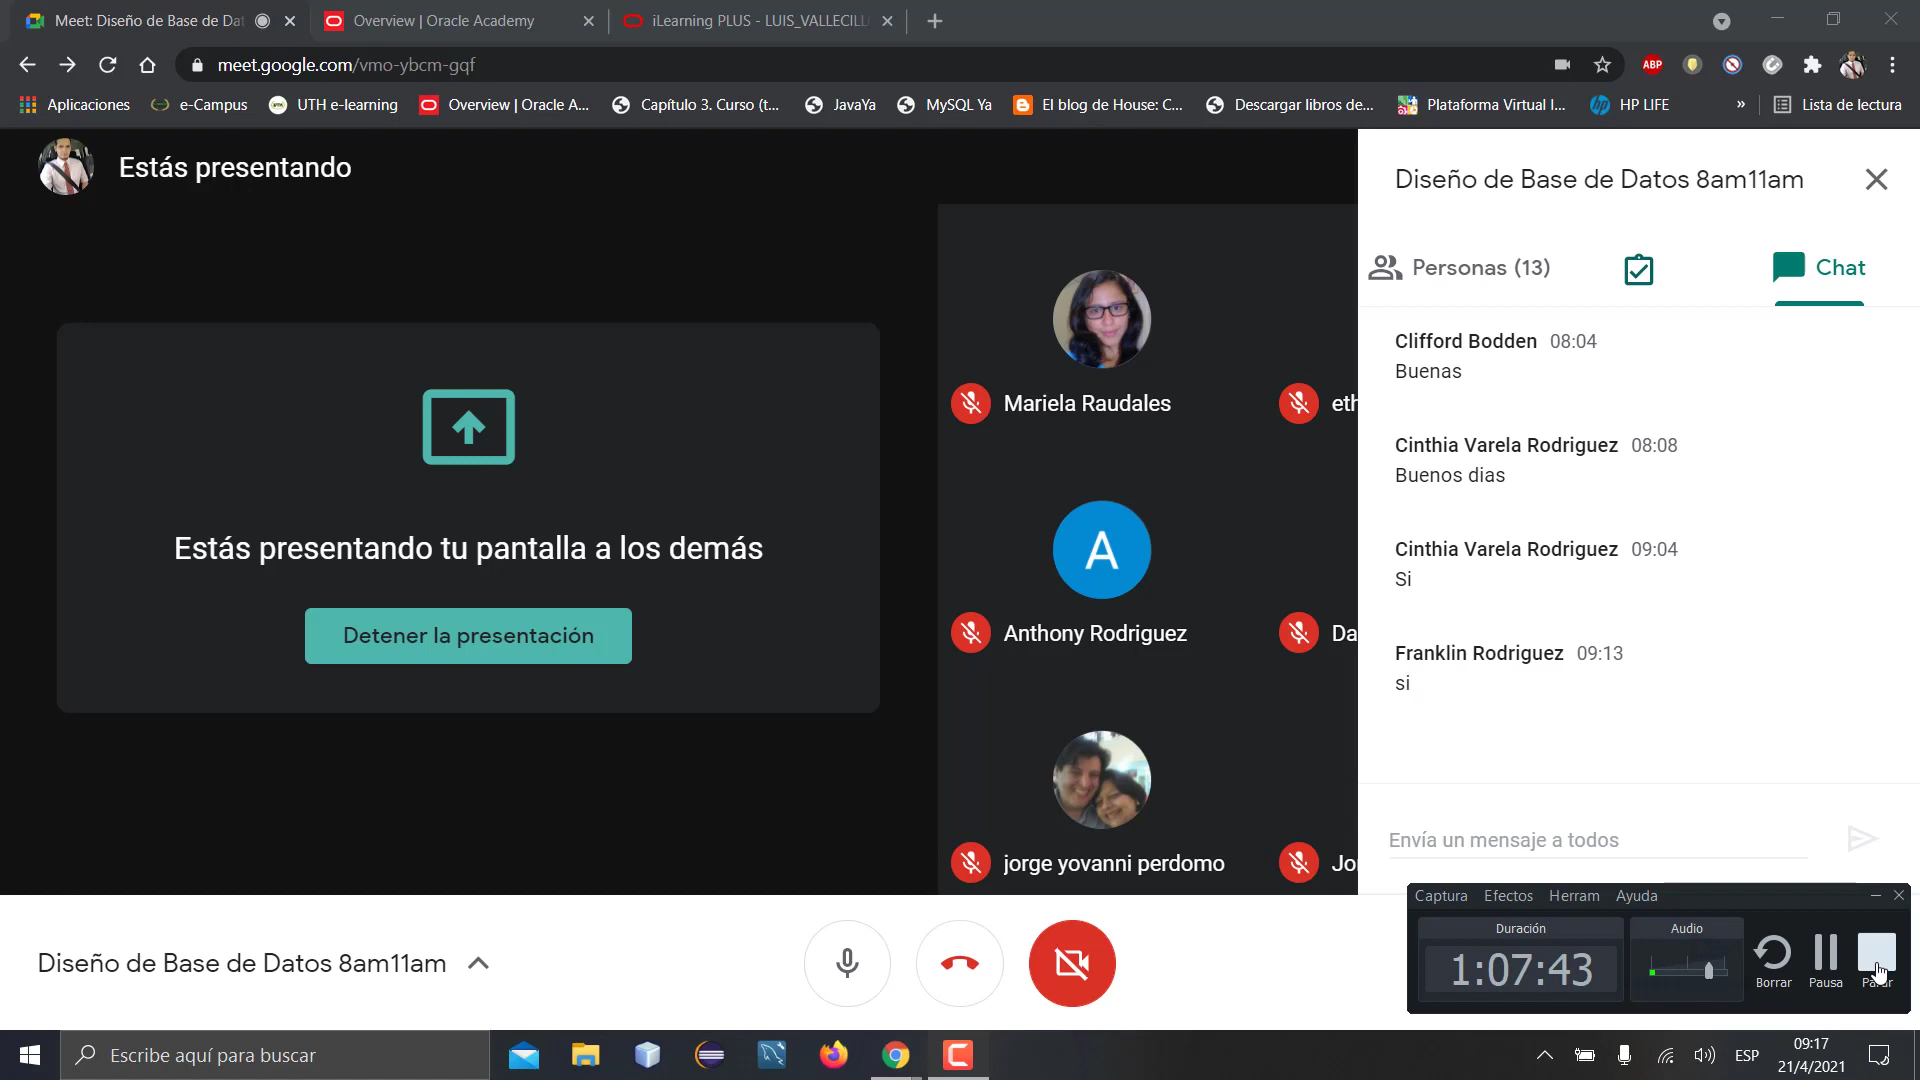 Meet: Diseño de Base de Dat
Overview | Oracle Academy
iLearning PLUS - LUIS_VALLECILL
meet.google.com/vmo-ybcm-gqf
ABP
Aplicaciones
e-Campus
UTH e-learning
Overview | Oracle A...
Capítulo 3. Curso (t...
JavaYa
MySQL Ya
El blog de House: C...
Descargar libros de...
Plataforma Virtual I...
HP LIFE
»
Lista de lectura
Estás presentando
Diseño de Base de Datos 8am11am
Personas (13)
Chat
Estás presentando tu pantalla a los demás
Detener la presentación
Mariela Raudales
eth
A
Anthony Rodriguez
Da
jorge yovanni perdomo
Jo
Clifford Bodden 08:04
Buenas
Cinthia Varela Rodriguez 08:08
Buenos dias
Cinthia Varela Rodriguez 09:04
Si
Franklin Rodriguez 09:13
si
Envía un mensaje a todos
Captura Efectos Herram Ayuda
Duración
Audio
1:07:43
Borrar
Pausa
Parar
Diseño de Base de Datos 8am11am
Escribe aquí para buscar
ESP
09:17
21/4/2021